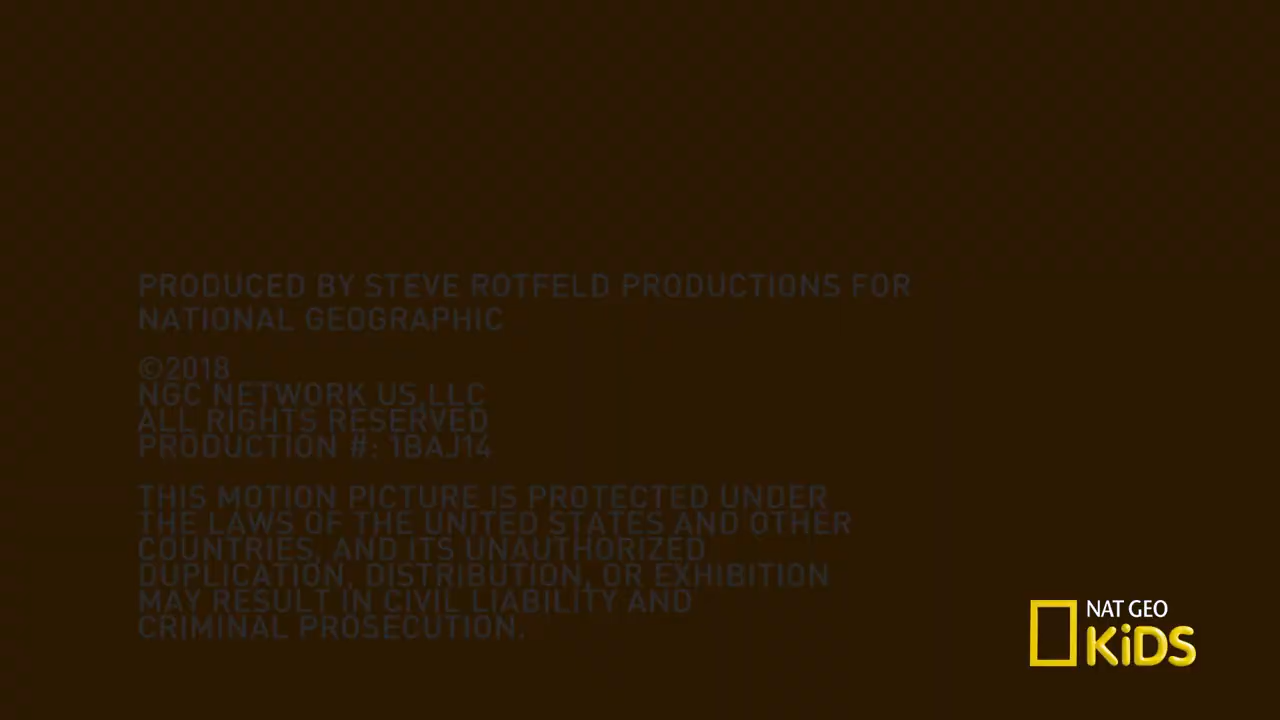 PRODUCED BY STEVE ROTFELD PRODUCTIONS FOR
NATIONAL GEOGRAPHIC
©2018
NGC NETWORK US,LLC
ALL RIGHTS RESERVED
PRODUCTION #: 1BAJ14
THIS MOTION PICTURE IS PROTECTED UNDER
THE LAWS OF THE UNITED STATES AND OTHER
COUNTRIES, AND ITS UNAUTHORIZED
DUPLICATION, DISTRIBUTION, OR EXHIBITION
MAY RESULT IN CIVIL LIABILITY AND
CRIMINAL PROSECUTION.
NAT GEO
KiDS